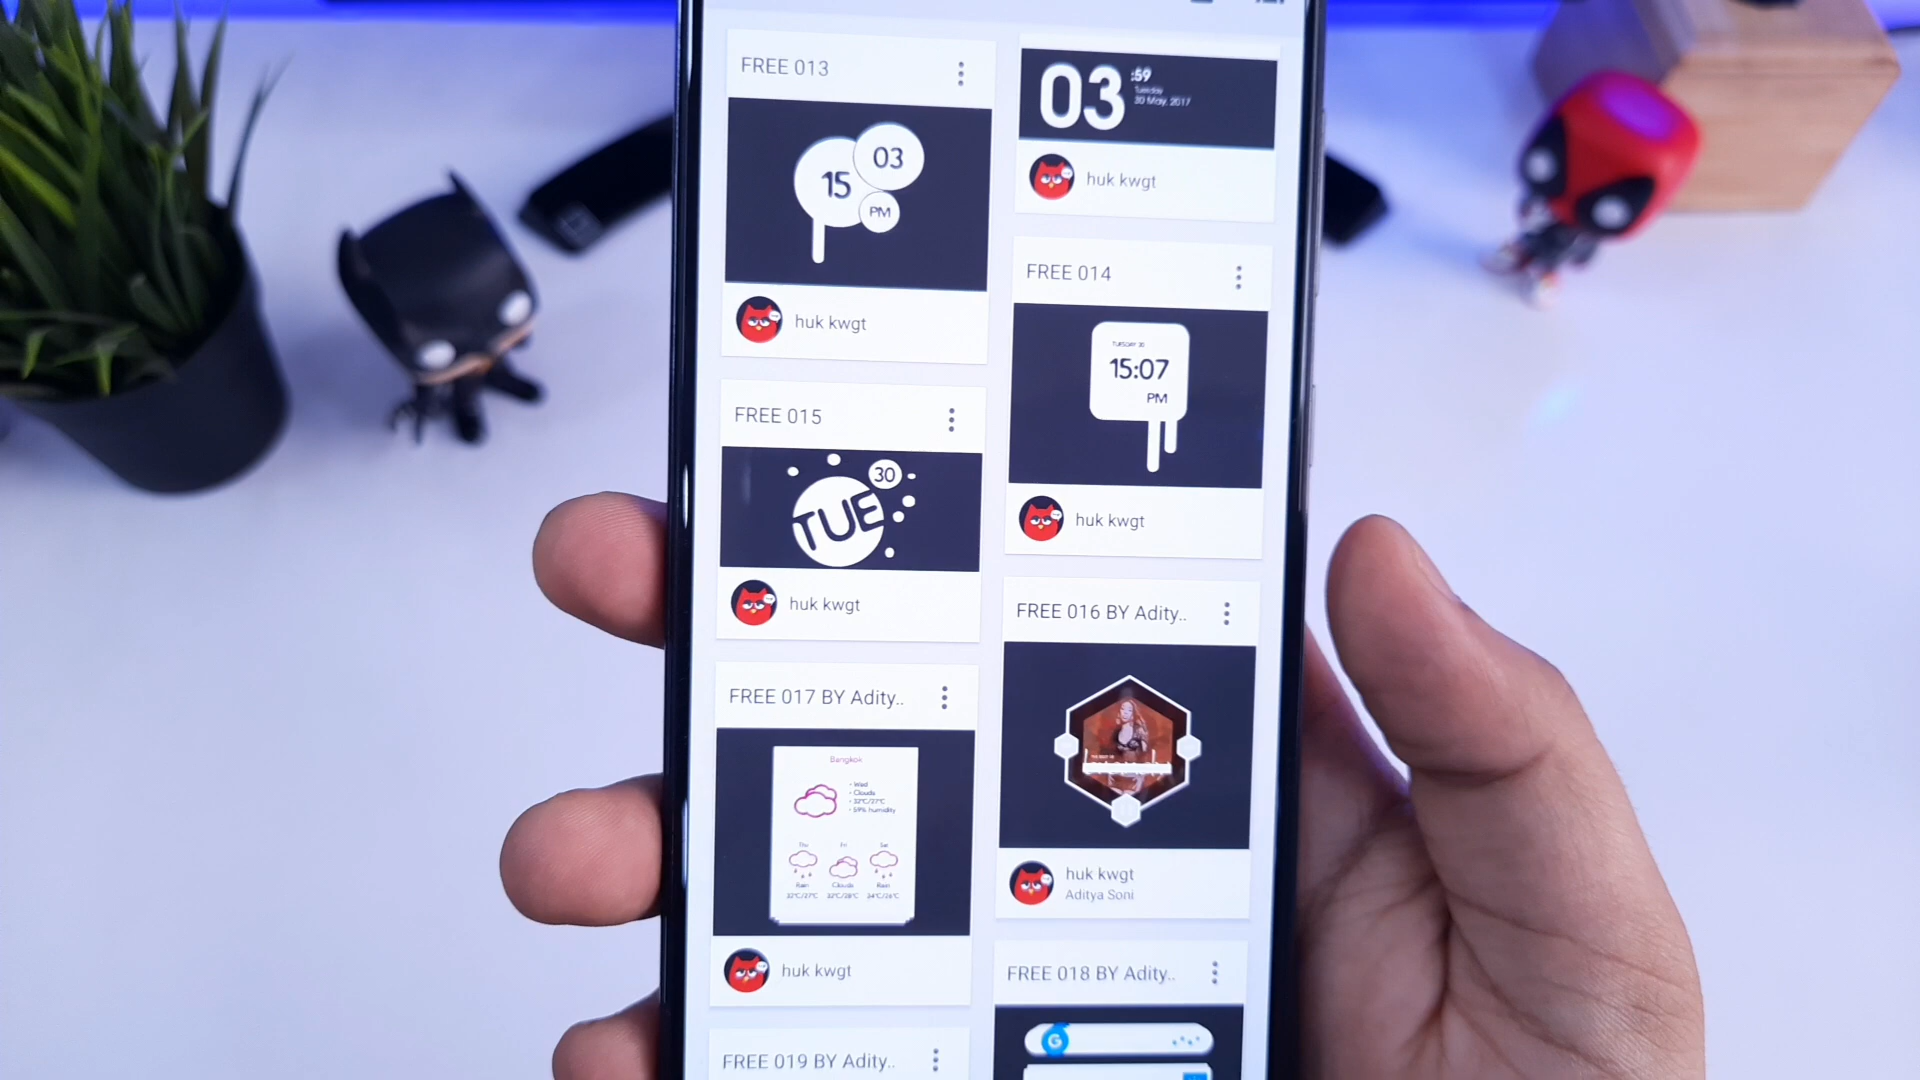 FREE 013
15
03
PM
huk kwgt
03
:59
Tuesday
30 May, 2017
huk kwgt
FREE 014
TUESDAY 30
15:07
PM
huk kwgt
FREE 015
TUE
30
huk kwgt
FREE 016 BY Adity..
huk kwgt
Aditya Soni
FREE 017 BY Adity..
Bangkok
- Wed
- Clouds
- 32°C/27°C
- 59% humidity
Thu
Fri
Sat
Rain
Clouds
Rain
32°C/27°C
32°C/28°C
34°C/26°C
huk kwgt
FREE 018 BY Adity..
G
FREE 019 BY Adity..